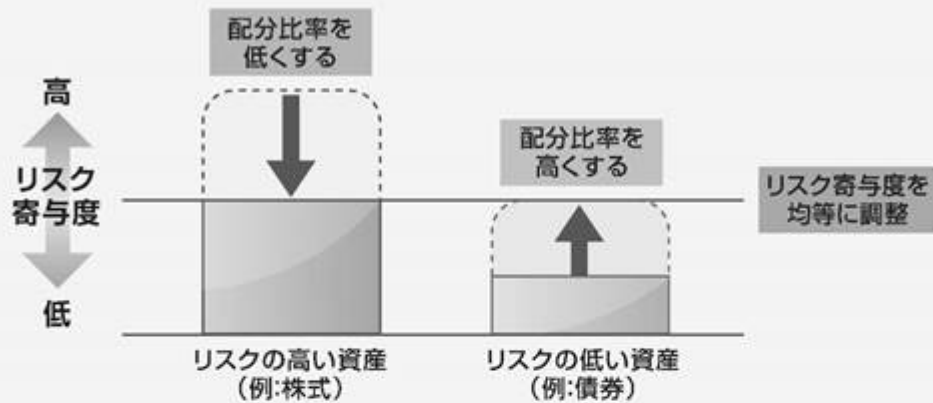 配分比率を
低くする
高
配分比率を
高くする
リスク
寄与度
リスク寄与度を
均等に調整
低
リスクの高い資産
(例:株式)
リスクの低い資産
(例:債券)